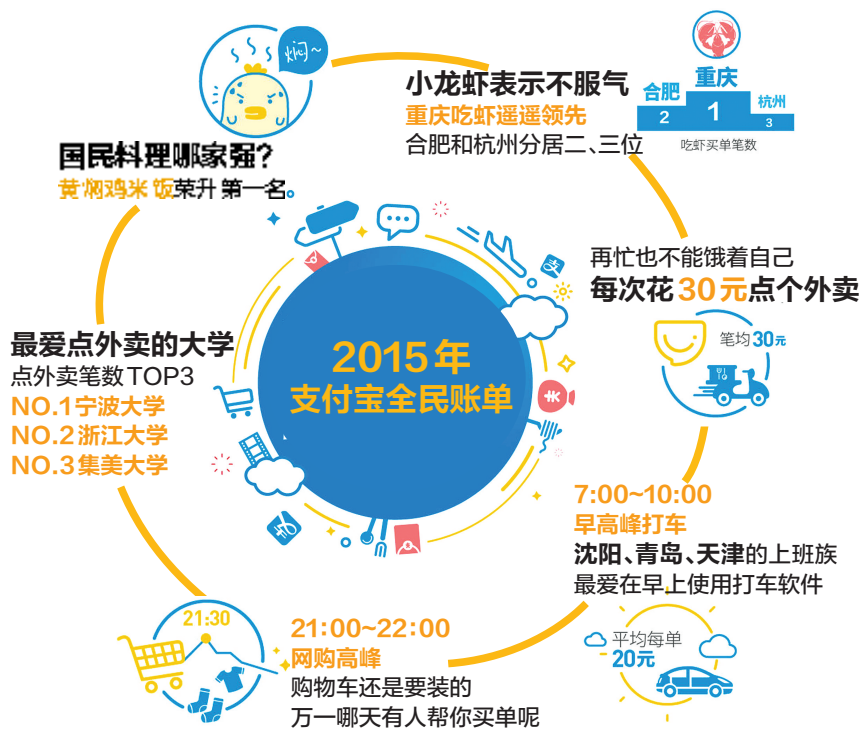 2015年
支付宝全民账单
焖~
国民料理哪家强?
黄焖鸡米饭荣升第一名。
小龙虾表示不服气
重庆吃虾遥遥领先
合肥和杭州分居二、三位
合肥
重庆
杭州
2
1
3
吃虾买单笔数
再忙也不能饿着自己
每次花30元点个外卖
笔均30元
7:00~10:00
早高峰打车
沈阳、青岛、天津的上班族
最爱在早上使用打车软件
平均每单
20元
21:00~22:00
网购高峰
购物车还是要装的
万一哪天有人帮你买单呢
21:30
最爱点外卖的大学
点外卖笔数TOP3
NO.1宁波大学
NO.2浙江大学
NO.3集美大学
支